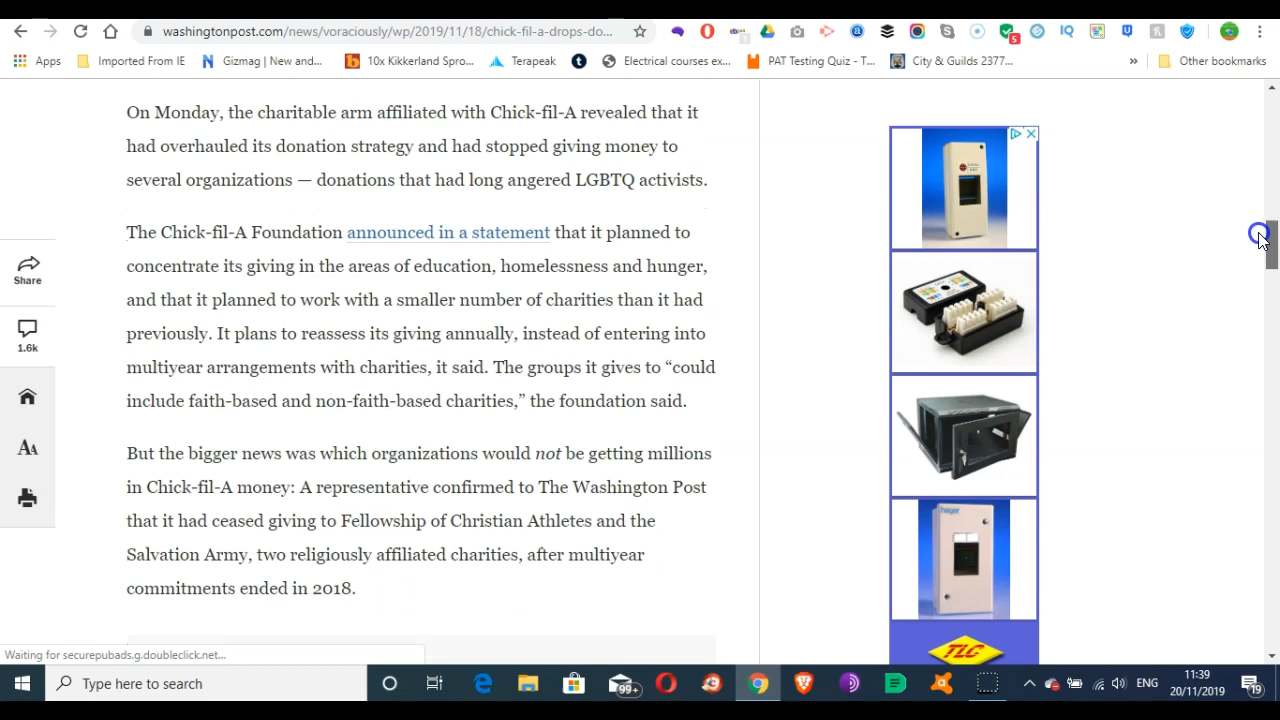 washingtonpost.com/news/voraciously/wp/2019/11/18/chick-fil-a-drops-do...
5
Apps
Imported From IE
Gizmag | New and...
10x Kikkerland Spro...
Terapeak
Electrical courses ex...
PAT Testing Quiz - T...
City & Guilds 2377...
»
Other bookmarks
On Monday, the charitable arm affiliated with Chick-fil-A revealed that it
had overhauled its donation strategy and had stopped giving money to
several organizations — donations that had long angered LGBTQ activists.
The Chick-fil-A Foundation announced in a statement that it planned to
concentrate its giving in the areas of education, homelessness and hunger,
and that it planned to work with a smaller number of charities than it had
previously. It plans to reassess its giving annually, instead of entering into
multiyear arrangements with charities, it said. The groups it gives to “could
include faith-based and non-faith-based charities,” the foundation said.
But the bigger news was which organizations would not be getting millions
in Chick-fil-A money: A representative confirmed to The Washington Post
that it had ceased giving to Fellowship of Christian Athletes and the
Salvation Army, two religiously affiliated charities, after multiyear
commitments ended in 2018.
Share
1.6k
AA
hager
TLC
Waiting for securepubads.g.doubleclick.net...
Type here to search
99+
ENG
11:39
20/11/2019
19